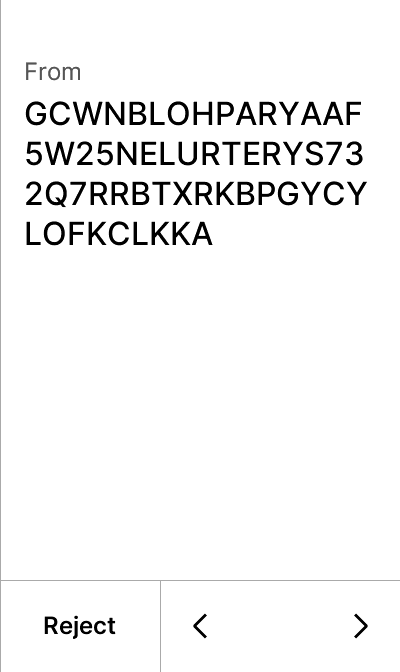 From
GCWNBLOHPARYAAF
5W25NELURTERYS73
2Q7RRBTXRKBPGYCY
LOFKCLKKA
Reject